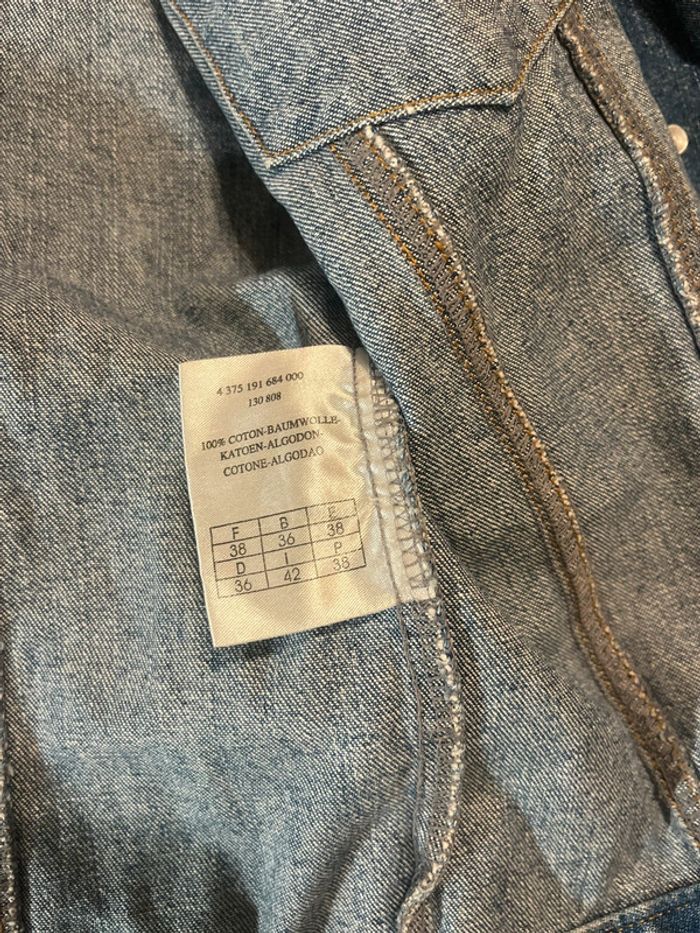 4 375 191 684 000
130 808
100% COTON-BAUMWOLLE-
KATOEN-ALGODON-
COTONE-ALGODAO
F B E
38 36 38
D I P
36 42 38